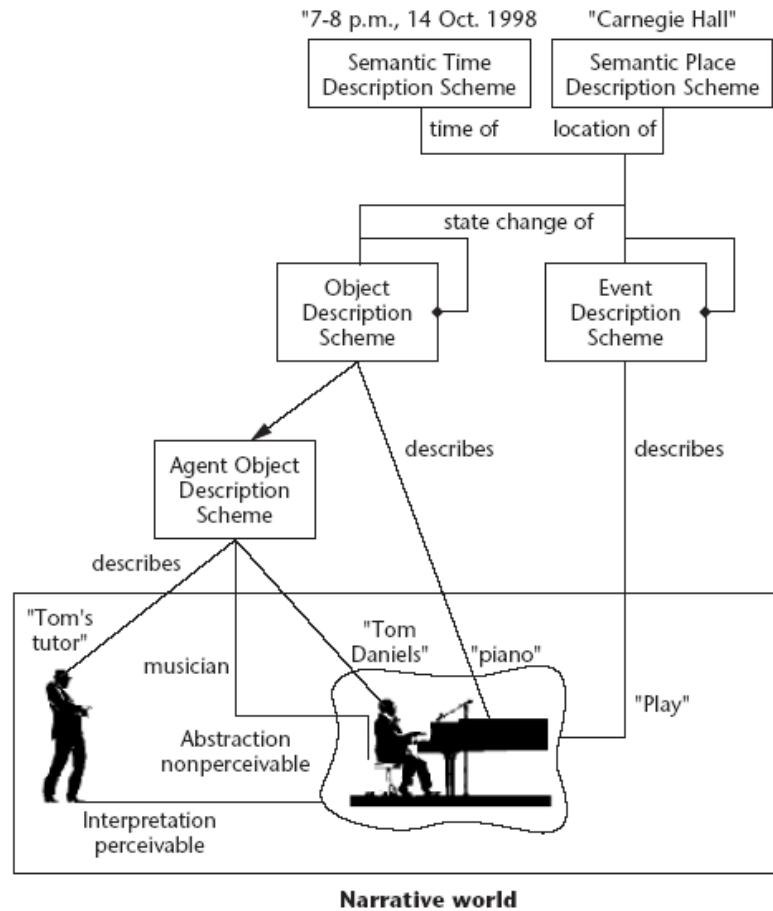 "7-8 p.m., 14 Oct. 1998
"Carnegie Hall"
Semantic Time
Description Scheme
Semantic Place
Description Scheme
time of
location of
state change of
Object
Description
Scheme
Event
Description
Scheme
Agent Object
Description
Scheme
describes
describes
describes
"Tom's
tutor"
musician
"Tom
Daniels"
"piano"
"Play"
Abstraction
nonperceivable
Interpretation
perceivable
Narrative world